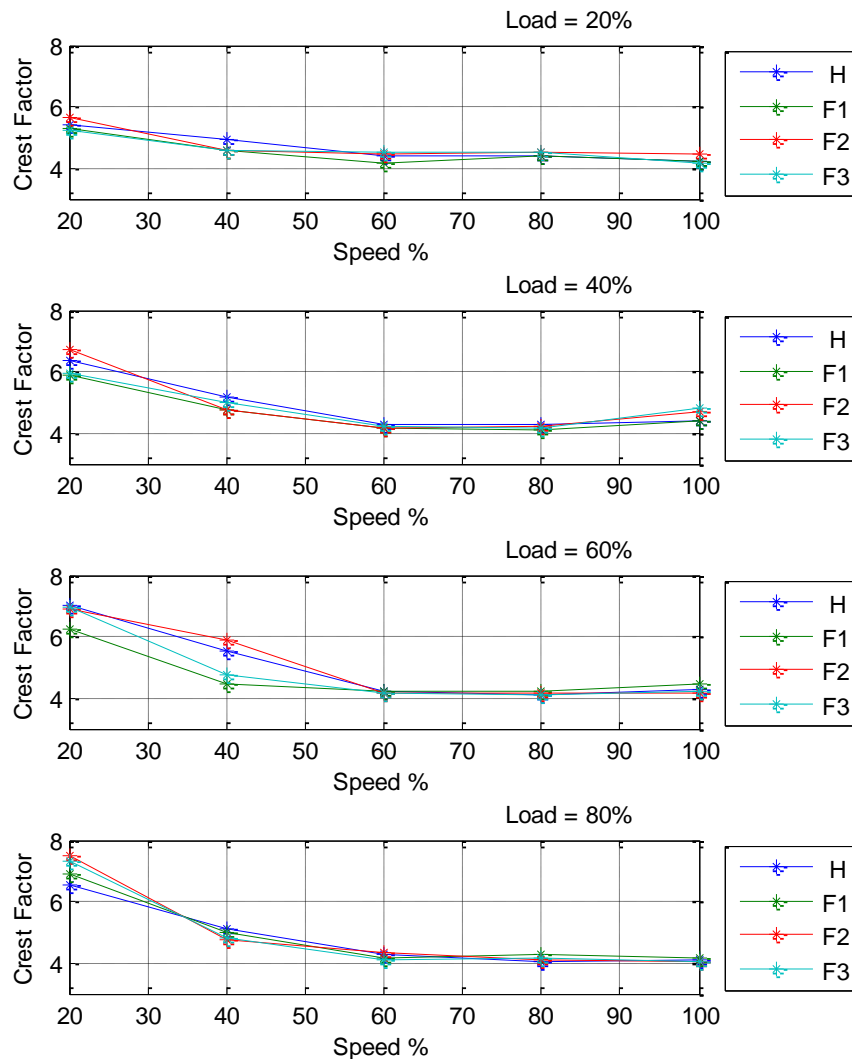 Load = 20%
8
6
4
Crest Factor
20 30 40 50 60 70 80 90 100
Speed %
H
F1
F2
F3
Load = 40%
8
6
4
Crest Factor
20 30 40 50 60 70 80 90 100
Speed %
H
F1
F2
F3
Load = 60%
8
6
4
Crest Factor
20 30 40 50 60 70 80 90 100
Speed %
H
F1
F2
F3
Load = 80%
8
6
4
Crest Factor
20 30 40 50 60 70 80 90 100
Speed %
H
F1
F2
F3